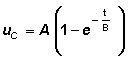 u_C = A(1 - e^{-t/B})